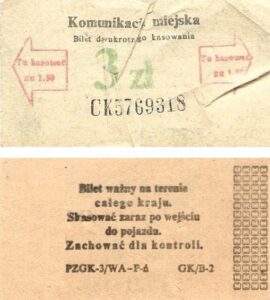 Komunikacja miejska
Bilet dwukrotnego kasowania
Tu kasować
za 1.50
3 zł
Tu kasować
za 1.50
CK5769318
Bilet ważny na terenie
całego kraju.
Skasować zaraz po wejściu
do pojazdu.
Zachować dla kontroli.
PZGK-3/WA-P-d GK/B-2